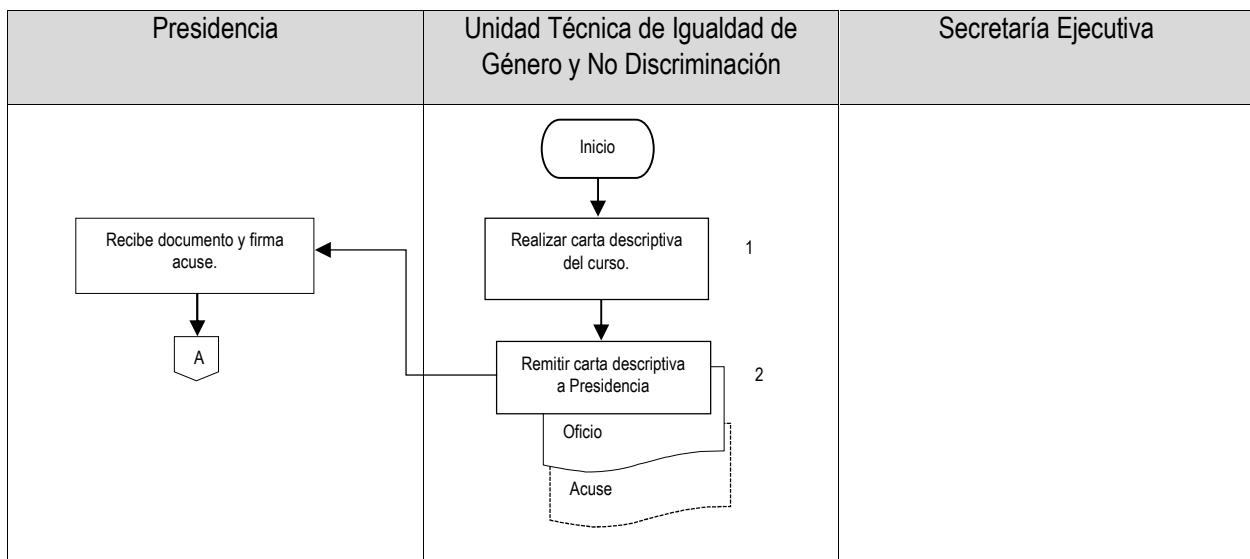 Presidencia
Unidad Técnica de Igualdad de
Género y No Discriminación
Secretaría Ejecutiva
Inicio
Realizar carta descriptiva
del curso.
1
Recibe documento y firma
acuse.
A
Remitir carta descriptiva
a Presidencia
2
Oficio
Acuse